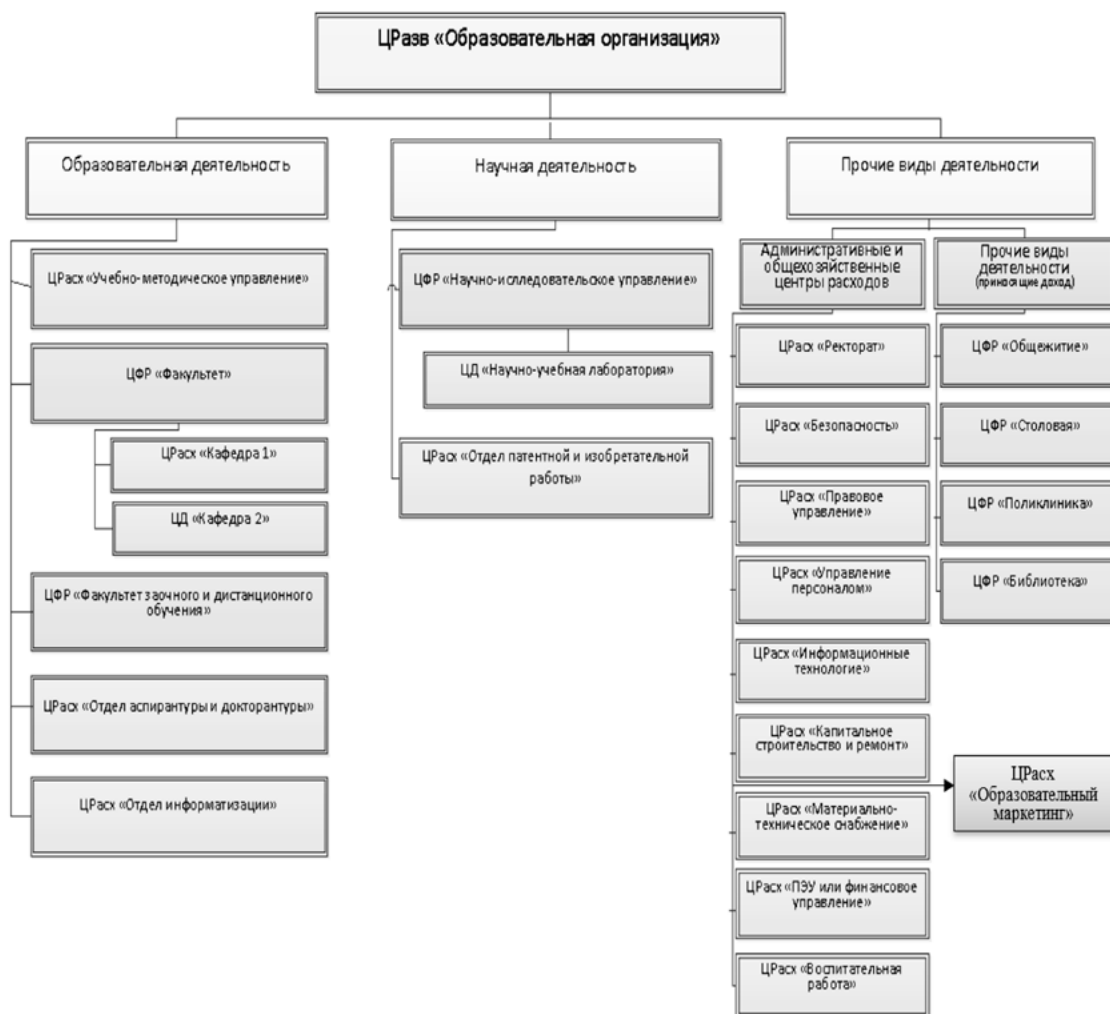 ЦРазв «Образовательная организация»
Образовательная деятельность
ЦРасх «Учебно-методическое управление»
ЦФР «Факультет»
ЦРасх «Кафедра 1»
ЦД «Кафедра 2»
ЦФР «Факультет заочного и дистанционного
обучения»
ЦРасх «Отдел аспирантуры и докторантуры»
ЦРасх «Отдел информатизации»
Научная деятельность
ЦФР «Научно-исследовательское управление»
ЦД «Научно-учебная лаборатория»
ЦРасх «Отдел патентной и изобретательной
работы»
Прочие виды деятельности
Административные и
общехозяйственные
центры расходов
ЦРасх «Ректорат»
ЦРасх «Безопасность»
ЦРасх «Правовое
управление»
ЦРасх «Управление
персоналом»
ЦРасх «Информационные
технологие»
ЦРасх «Капитальное
строительство и ремонт»
ЦРасх «Материально-
техническое снабжение»
ЦРасх «ПЭУ или финансовое
управление»
ЦРасх «Воспитательная
работа»
Прочие виды
деятельности
(приносящие доход)
ЦФР «Общежитие»
ЦФР «Столовая»
ЦФР «Поликлиника»
ЦФР «Библиотека»
ЦРасх
«Образовательный
маркетинг»